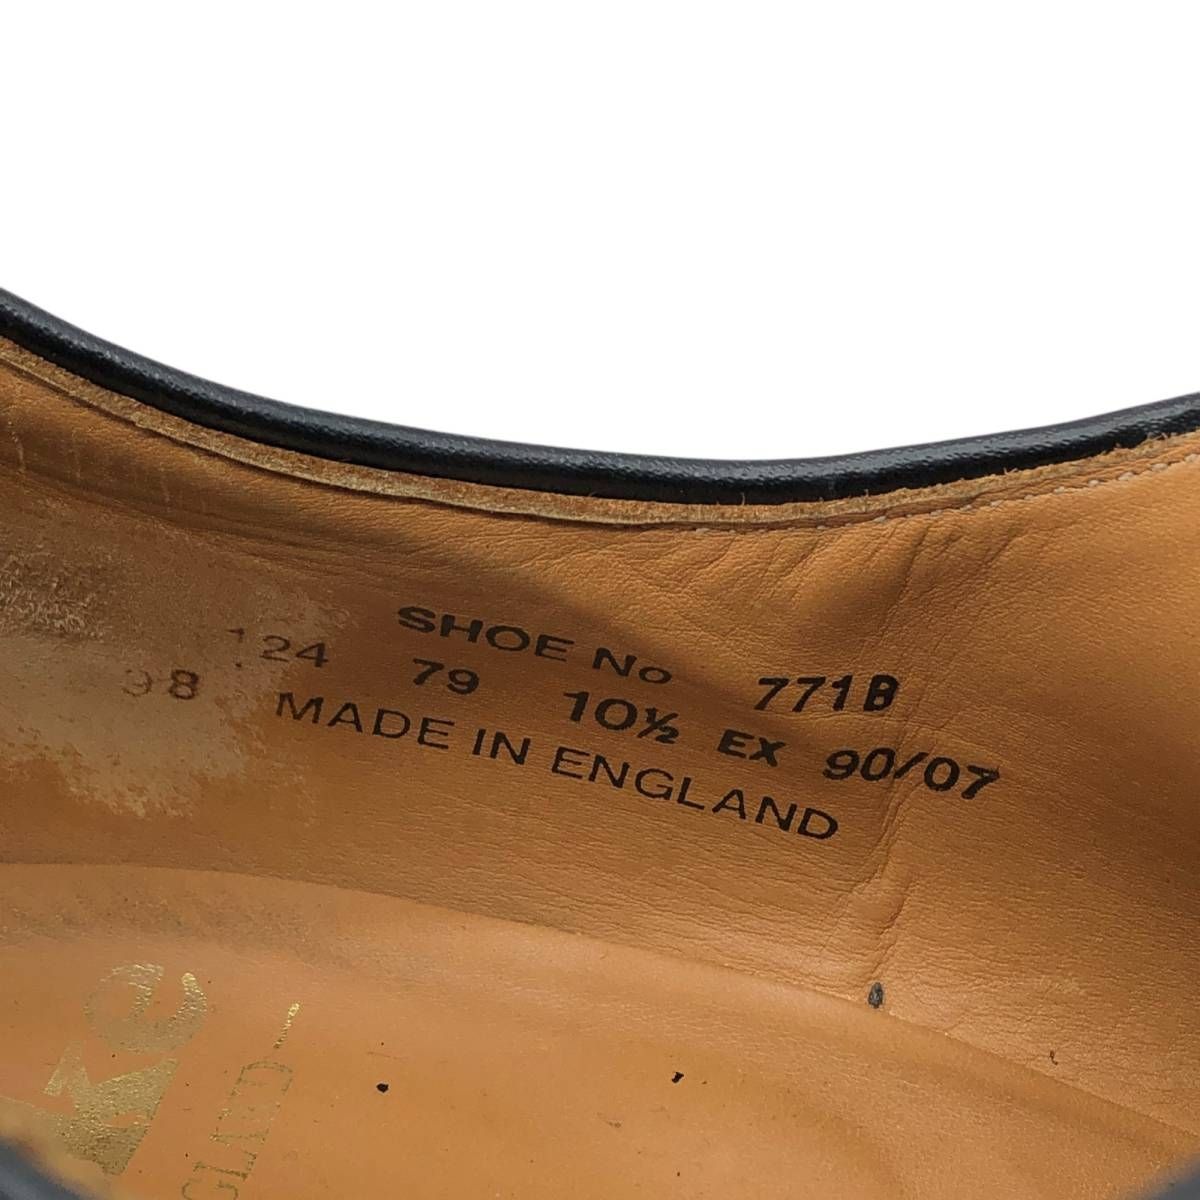 SHOE No 771B
124 79 10½ EX 90/07
98 MADE IN ENGLAND